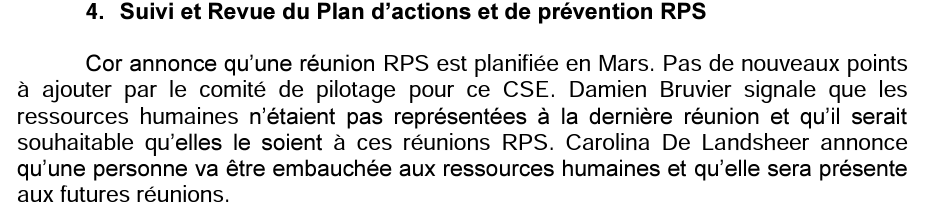 4. Suivi et Revue du Plan d’actions et de prévention RPS
Cor annonce qu’une réunion RPS est planifiée en Mars. Pas de nouveaux points
à ajouter par le comité de pilotage pour ce CSE. Damien Bruvier signale que les
ressources humaines n’étaient pas représentées à la dernière réunion et qu’il serait
souhaitable qu’elles le soient à ces réunions RPS. Carolina De Landsheer annonce
qu’une personne va être embauchée aux ressources humaines et qu’elle sera présente
aux futures réunions.